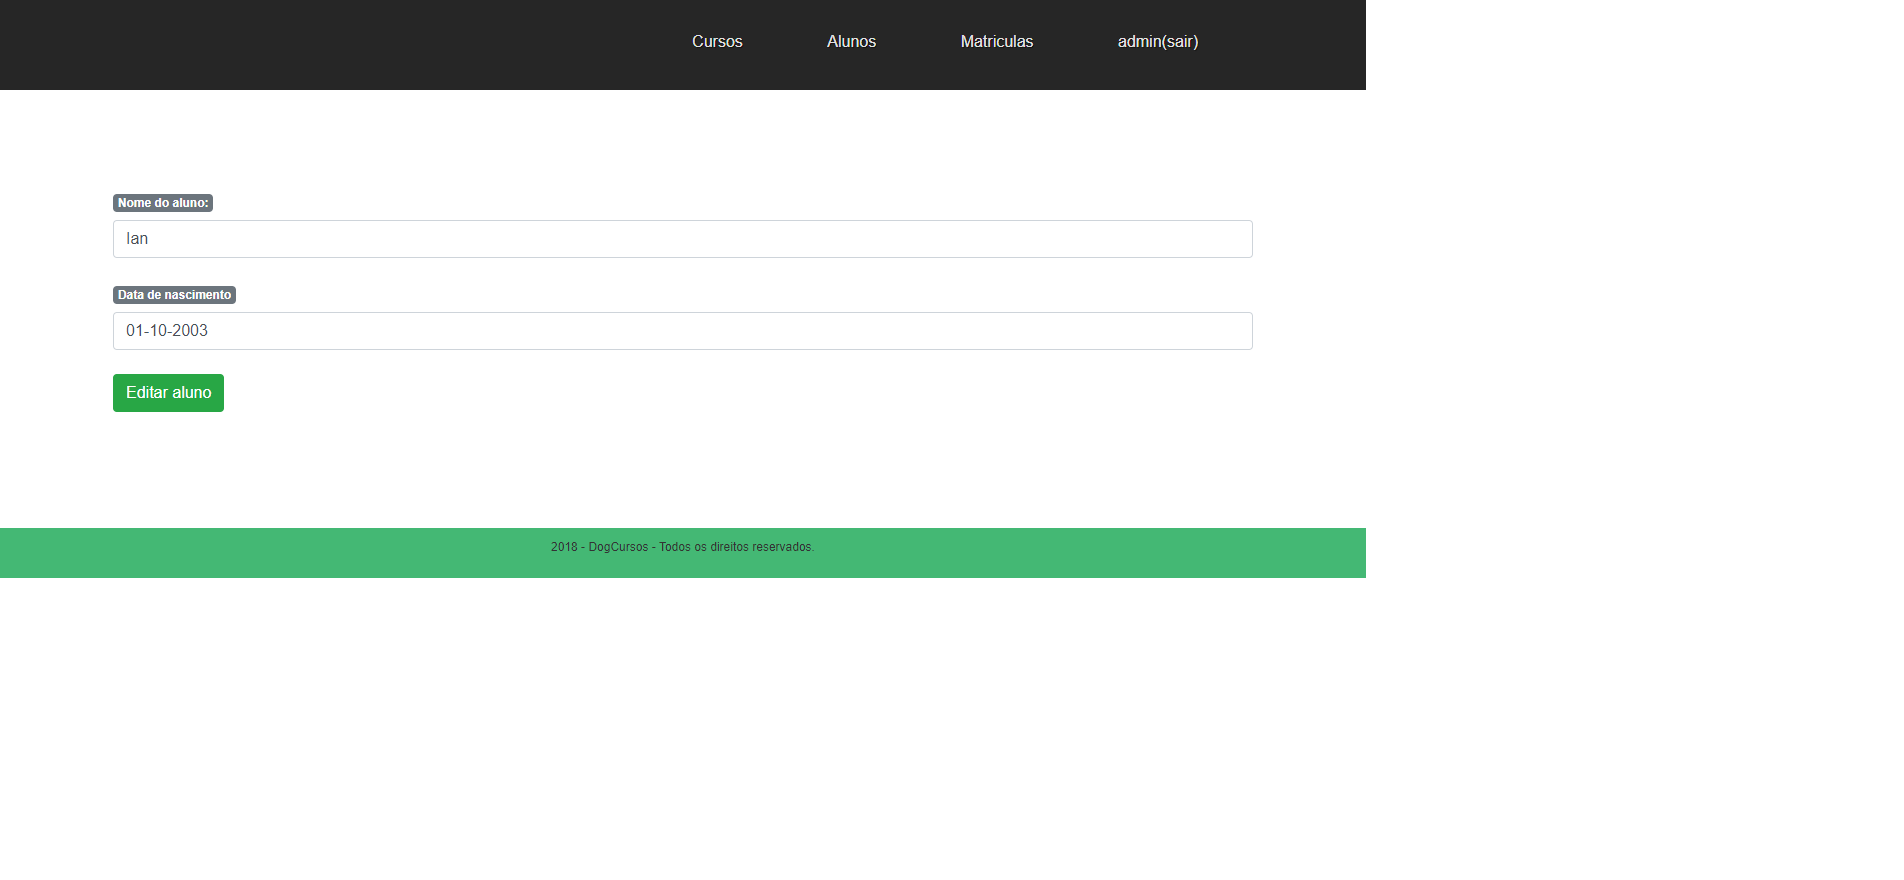 Cursos Alunos Matriculas admin(sair)
Nome do aluno:
Ian
Data de nascimento
01-10-2003
Editar aluno
2018 - DogCursos - Todos os direitos reservados.